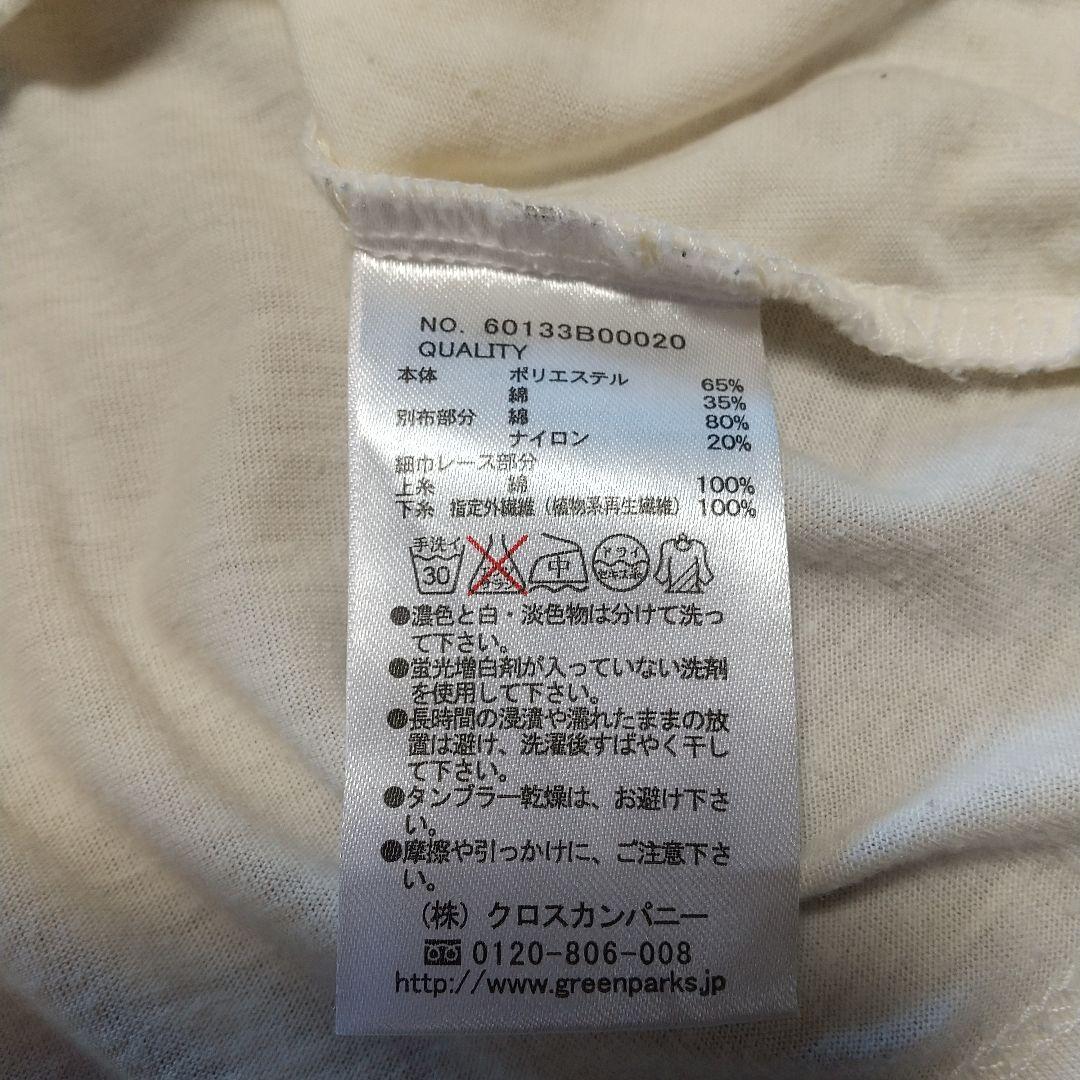 NO. 60133B00020
QUALITY
本体 ポリエステル 65%
綿 35%
別布部分 綿 80%
ナイロン 20%
細巾レース部分
上糸 綿 100%
下糸 指定外繊維(植物系再生繊維) 100%
手洗イ 30 中 ドライ セキユ系
●濃色と白・淡色物は分けて洗っ
て下さい。
●蛍光増白剤が入っていない洗剤
を使用して下さい。
●長時間の浸漬や濡れたままの放
置は避け、洗濯後すばやく干し
て下さい。
●タンブラー乾燥は、お避け下さ
い。
●摩擦や引っかけに、ご注意下さ
い。
(株) クロスカンパニー
0120-806-008
http://www.greenparks.jp